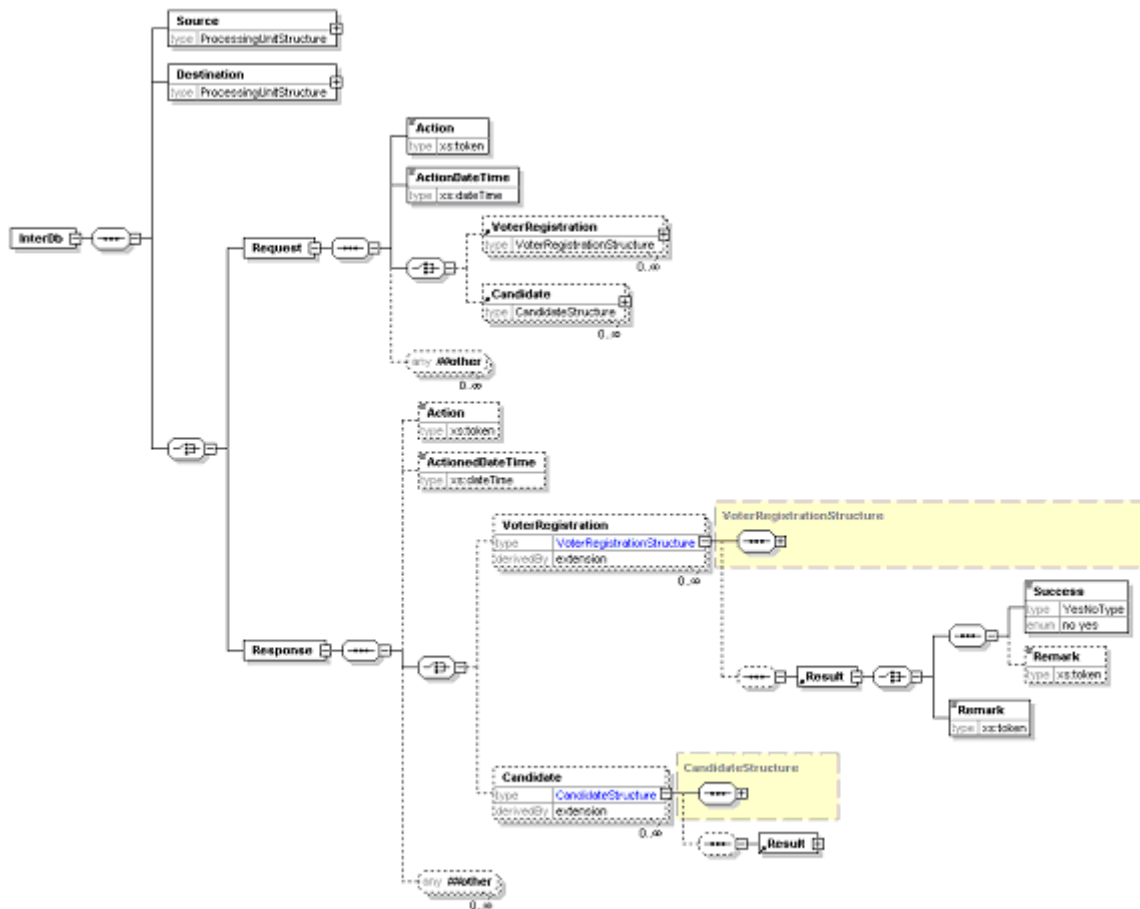 Source
type ProcessingUnitStructure
Destination
type ProcessingUnitStructure
Action
type xs:token
ActionDateTime
type xs:dateTime
InterDb
Request
VoterRegistration
type VoterRegistrationStructure
0..∞
Candidate
type CandidateStructure
0..∞
any ##other
0..∞
Action
type xs:token
ActionedDateTime
type xs:dateTime
VoterRegistrationStructure
VoterRegistration
type VoterRegistrationStructure
derivedBy extension
0..∞
Success
type YesNoType
enum no yes
Response
Remark
type xs:token
Result
Remark
type xs:token
CandidateStructure
Candidate
type CandidateStructure
derivedBy extension
0..∞
Result
any ##other
0..∞